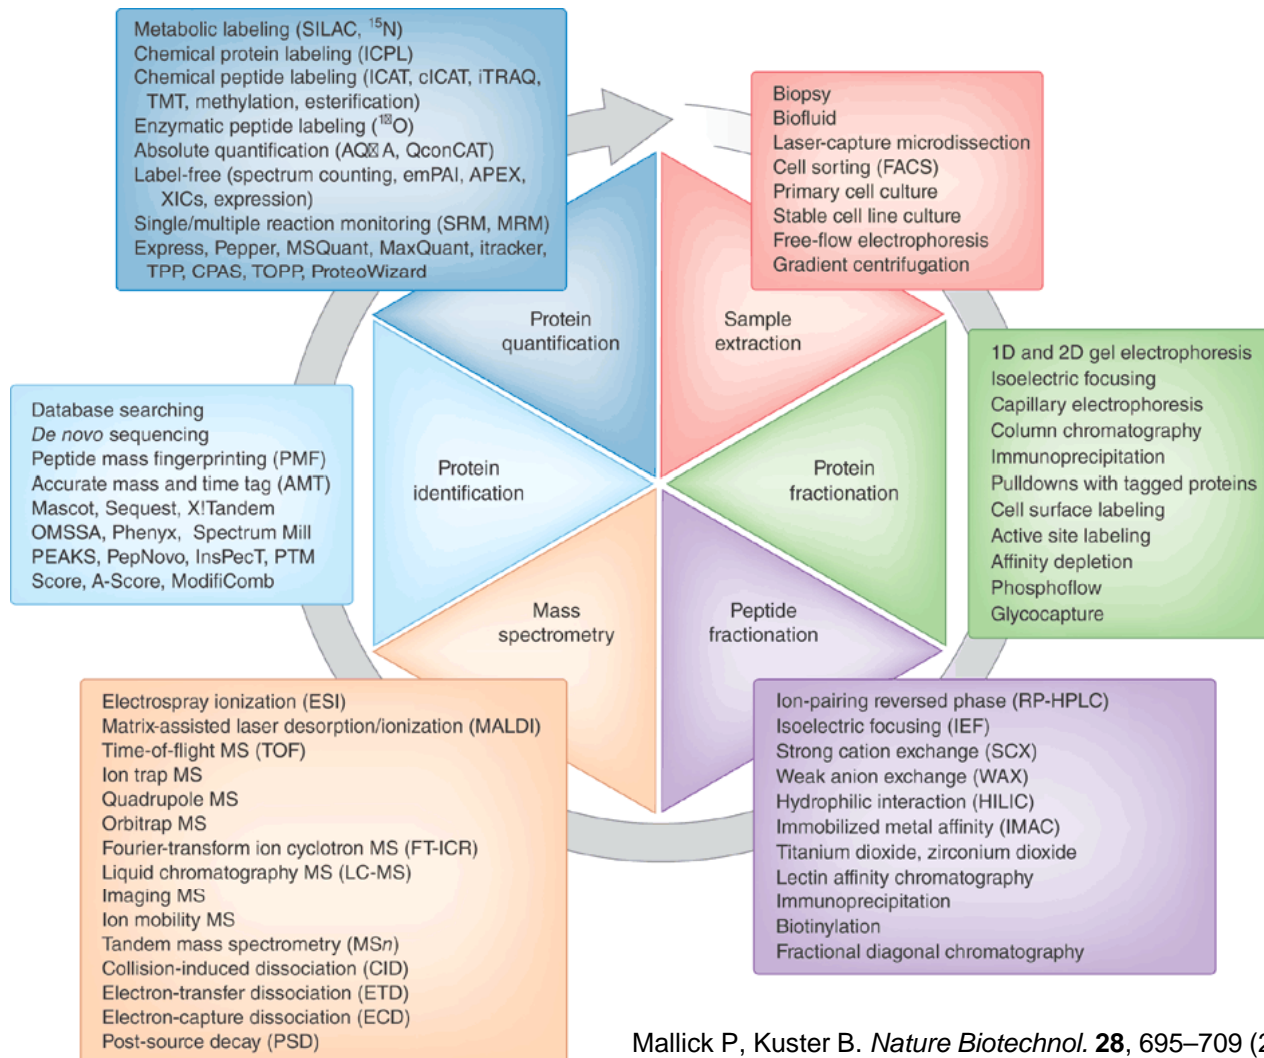 Metabolic labeling (SILAC, ¹⁵N)
Chemical protein labeling (ICPL)
Chemical peptide labeling (ICAT, cICAT, iTRAQ,
TMT, methylation, esterification)
Enzymatic peptide labeling (O)
Absolute quantification (QconCAT)
Label-free (spectrum counting, emPAI, APEX,
XICs, expression)
Single/multiple reaction monitoring (SRM, MRM)
Express, Pepper, MSQuant, MaxQuant, itracker,
TPP, CPAS, TOPP, ProteoWizard
Biopsy
Biofluid
Laser-capture microdissection
Cell sorting (FACS)
Primary cell culture
Stable cell line culture
Free-flow electrophoresis
Gradient centrifugation
Protein
quantification
Sample
extraction
1D and 2D gel electrophoresis
Isoelectric focusing
Capillary electrophoresis
Column chromatography
Immunoprecipitation
Pulldowns with tagged proteins
Cell surface labeling
Active site labeling
Affinity depletion
Phosphoflow
Glycocapture
Database searching
De novo sequencing
Peptide mass fingerprinting (PMF)
Accurate mass and time tag (AMT)
Mascot, Sequest, X!Tandem
OMSSA, Phenyx, Spectrum Mill
PEAKS, PepNovo, InsPecT, PTM
Score, A-Score, ModifiComb
Protein
identification
Protein
fractionation
Mass
spectrometry
Peptide
fractionation
Electrospray ionization (ESI)
Matrix-assisted laser desorption/ionization (MALDI)
Time-of-flight MS (TOF)
Ion trap MS
Quadrupole MS
Orbitrap MS
Fourier-transform ion cyclotron MS (FT-ICR)
Liquid chromatography MS (LC-MS)
Imaging MS
Ion mobility MS
Tandem mass spectrometry (MSn)
Collision-induced dissociation (CID)
Electron-transfer dissociation (ETD)
Electron-capture dissociation (ECD)
Post-source decay (PSD)
Ion-pairing reversed phase (RP-HPLC)
Isoelectric focusing (IEF)
Strong cation exchange (SCX)
Weak anion exchange (WAX)
Hydrophilic interaction (HILIC)
Immobilized metal affinity (IMAC)
Titanium dioxide, zirconium dioxide
Lectin affinity chromatography
Immunoprecipitation
Biotinylation
Fractional diagonal chromatography
Mallick P, Kuster B. Nature Biotechnol. 28, 695–709 (2